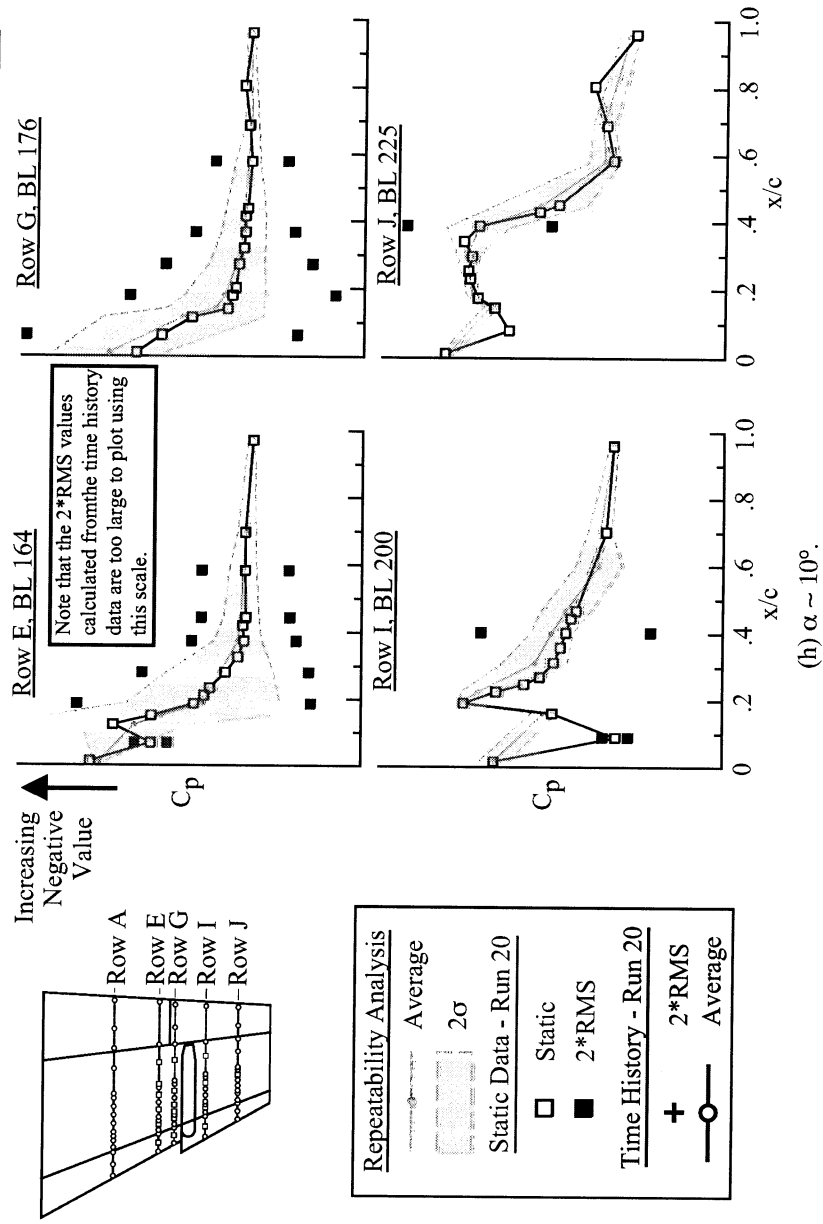 Increasing
Negative
Value
Row A
Row E
Row G
Row I
Row J
Repeatability Analysis
Average
2σ
Static Data - Run 20
Static
2*RMS
Time History - Run 20
2*RMS
Average
Row E, BL 164
Cp
Note that the 2*RMS values
calculated fromthe time history
data are too large to plot using
this scale.
Row G, BL 176
Row I, BL 200
Cp
0
.2
.4
.6
.8
1.0
x/c
Row J, BL 225
0
.2
.4
.6
.8
1.0
x/c
(h) α ~ 10°.